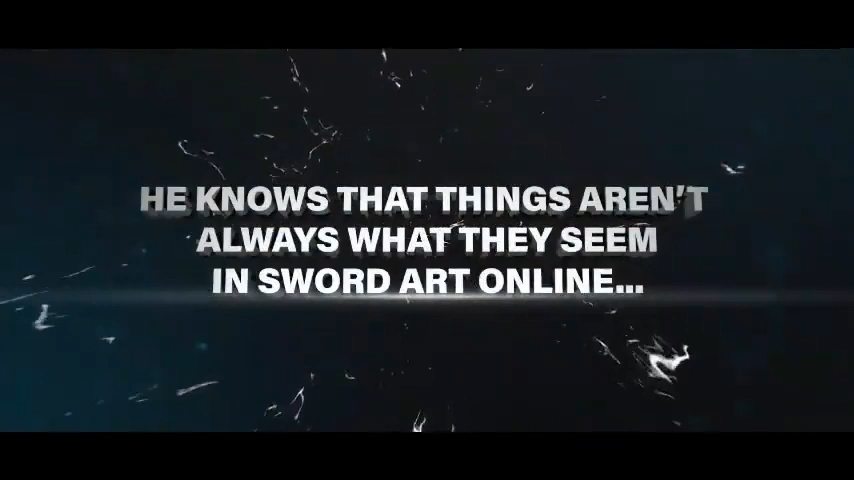 HE KNOWS THAT THINGS AREN'T
ALWAYS WHAT THEY SEEM
IN SWORD ART ONLINE...